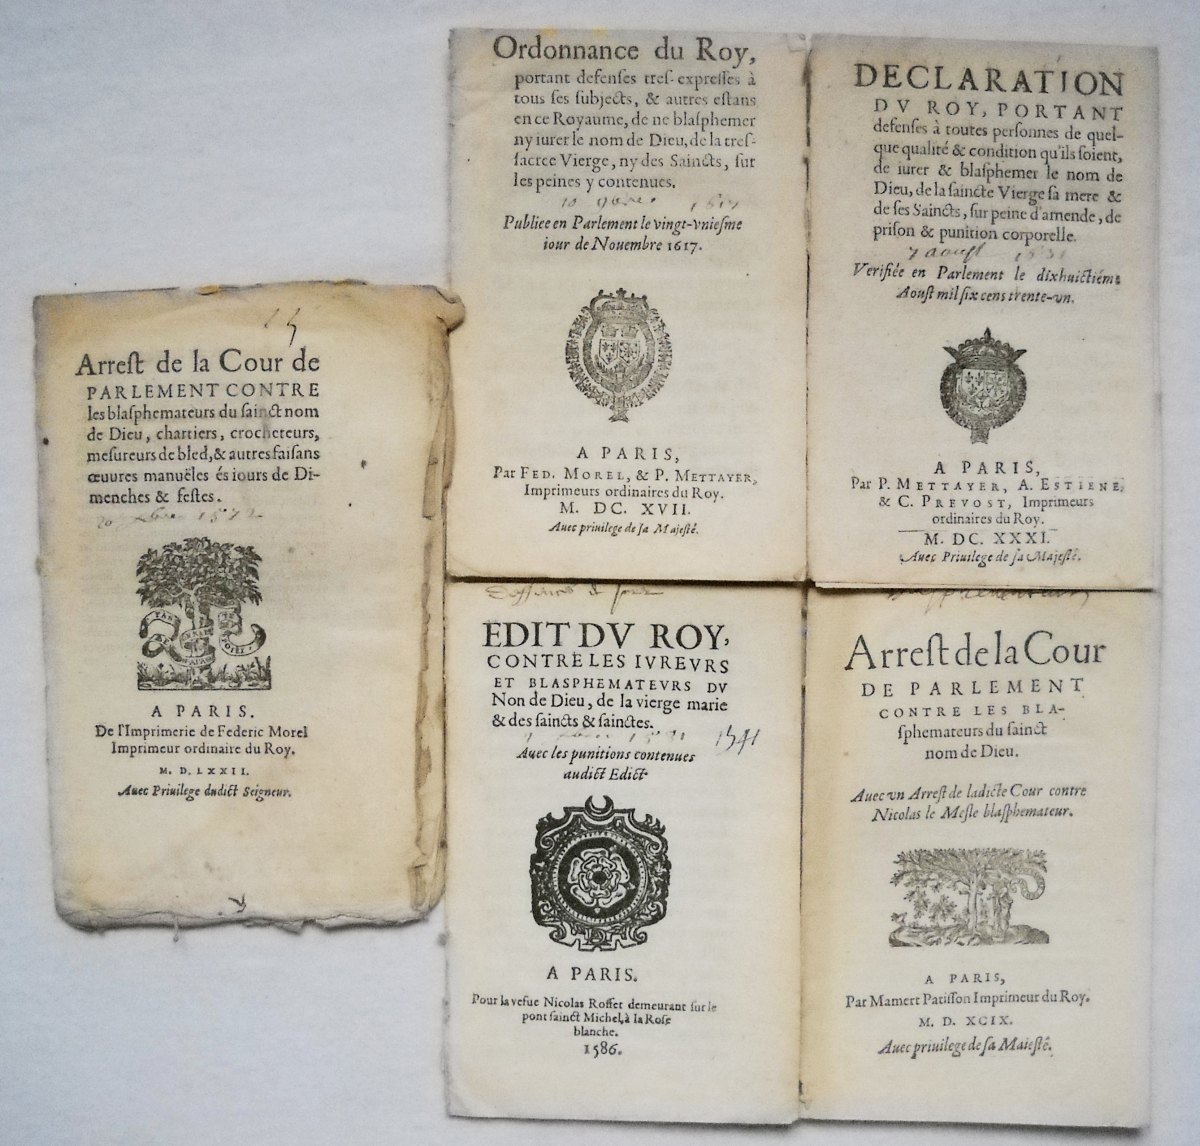 Arreſt de la Cour de
PARLEMENT CONTRE
les blaſphemateurs du ſainct nom
de Dieu, chartiers, crocheteurs,
meſureurs de bled, & autres faiſans
œuures manuëles és iours de Di-
menches & feſtes.
1572
A PARIS.
De l'Imprimerie de Federic Morel
Imprimeur ordinaire du Roy.
M. D. LXXII.
Auec Priuilege dudict Seigneur.
Ordonnance du Roy,
portant defenſes treſ-expreſſes à
tous ſes ſubjects, & autres eſtans
en ce Royaume, de ne blaſphemer
ny iurer le nom de Dieu, de la treſ-
ſacree Vierge, ny des Saincts, ſur
les peines y contenues.
10
Publiee en Parlement le vingt-vnieſme
iour de Nouembre 1617.
A PARIS,
Par FED. MOREL, & P. METTAYER,
Imprimeurs ordinaires du Roy.
M. DC. XVII.
Auec priuilege de ſa Majeſté.
DECLARATION
DV ROY, PORTANT
defenſes à toutes perſonnes de quel-
que qualité & condition qu'ils ſoient,
de iurer & blaſphemer le nom de
Dieu, de la ſaincte Vierge ſa mere &
de ſes Saincts, ſur peine d'amende, de
priſon & punition corporelle.
7 aouſt
Verifiée en Parlement le dixhuictiéme
Aouſt mil ſix cens trente-vn.
A PARIS,
Par P. METTAYER, A. ESTIENE,
& C. PREVOST, Imprimeurs
ordinaires du Roy.
M. DC. XXXI.
Auec Priuilege de ſa Majeſté.
EDIT DV ROY,
CONTRE LES IVREVRS
ET BLASPHEMATEVRS DV
Non de Dieu, de la vierge marie
& des ſaincts & ſainctes.
Auec les punitions contenues
audict Edict.
A PARIS.
Pour la vefue Nicolas Roffet demeurant ſur le
pont ſainct Michel, à la Roſe
blanche.
1586.
Arreſt de la Cour
DE PARLEMENT
CONTRE LES BLA-
ſphemateurs du ſainct
nom de Dieu.
Auec vn Arreſt de ladicte Cour contre
Nicolas le Meſle blaſphemateur.
A PARIS,
Par Mamert Patiſſon Imprimeur du Roy.
M. D. XCIX.
Auec priuilege de ſa Maieſté.